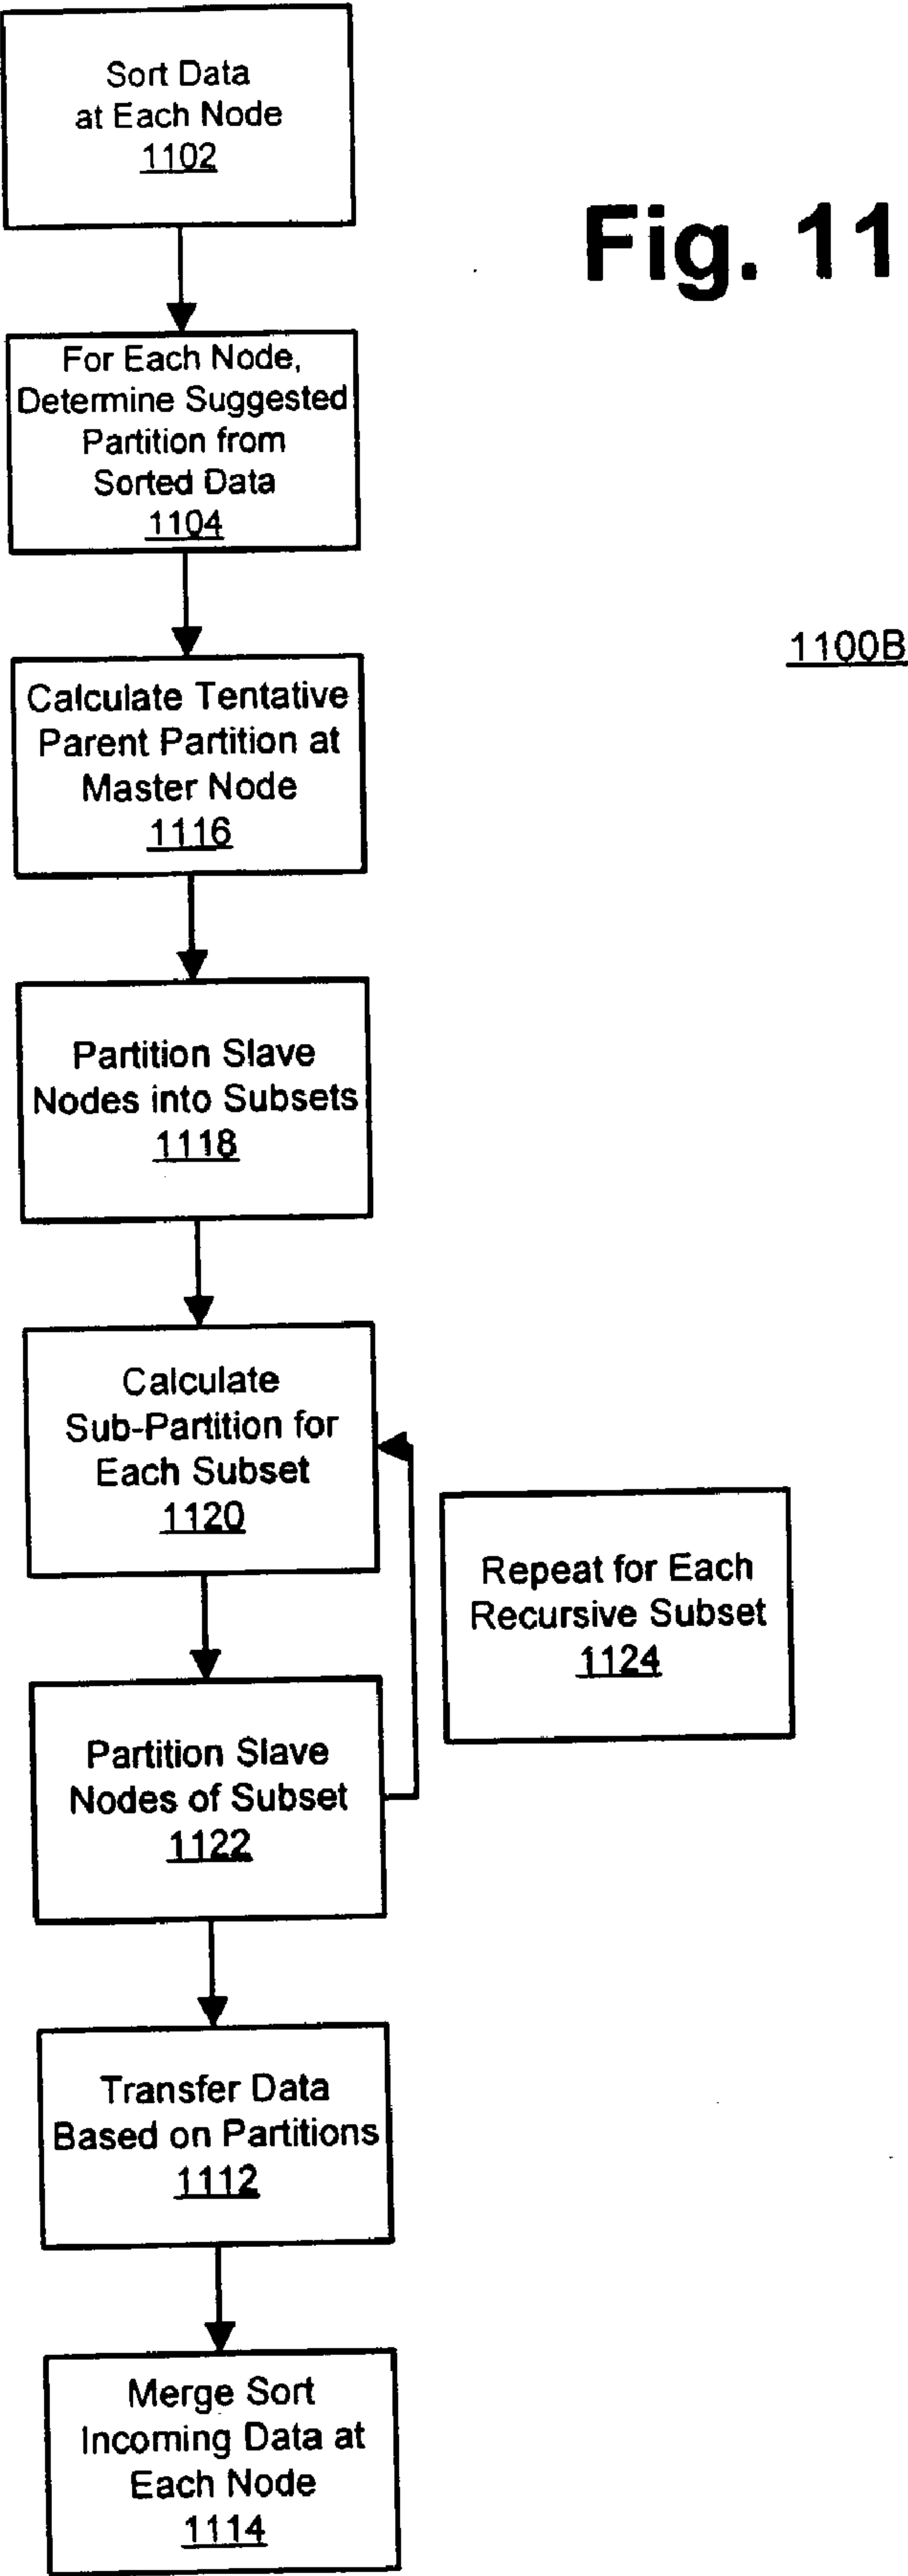 Sort Data
at Each Node
1102
Fig. 11
For Each Node,
Determine Suggested
Partition from
Sorted Data
1104
1100B
Calculate Tentative
Parent Partition at
Master Node
1116
Partition Slave
Nodes into Subsets
1118
Calculate
Sub-Partition for
Each Subset
1120
Repeat for Each
Recursive Subset
1124
Partition Slave
Nodes of Subset
1122
Transfer Data
Based on Partitions
1112
Merge Sort
Incoming Data at
Each Node
1114